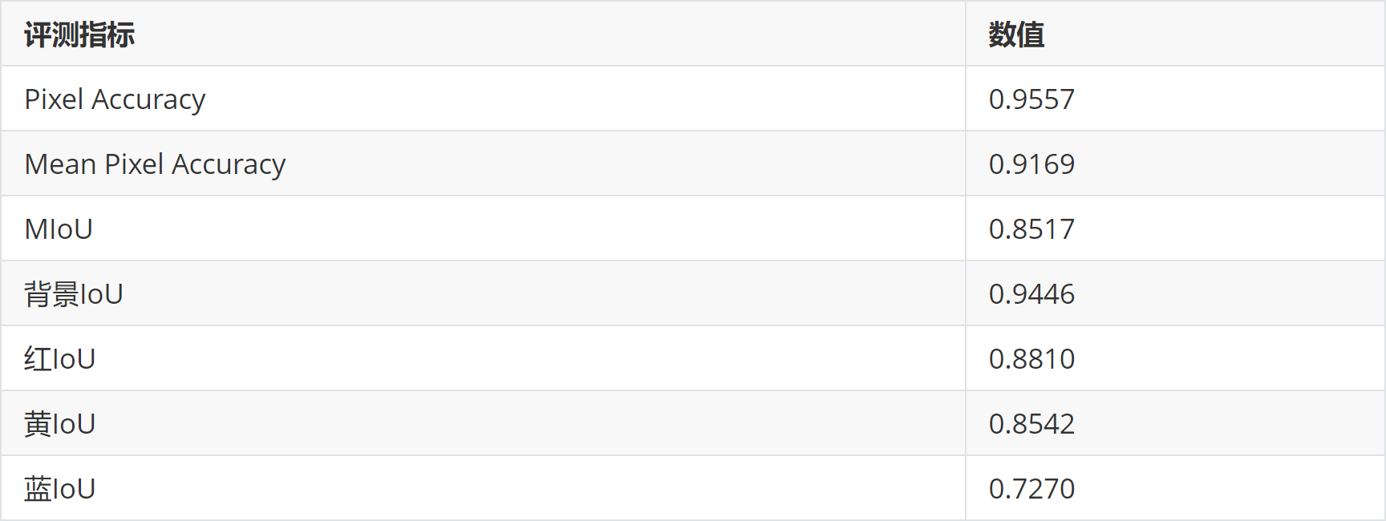 评测指标 数值
Pixel Accuracy 0.9557
Mean Pixel Accuracy 0.9169
MIoU 0.8517
背景IoU 0.9446
红IoU 0.8810
黄IoU 0.8542
蓝IoU 0.7270